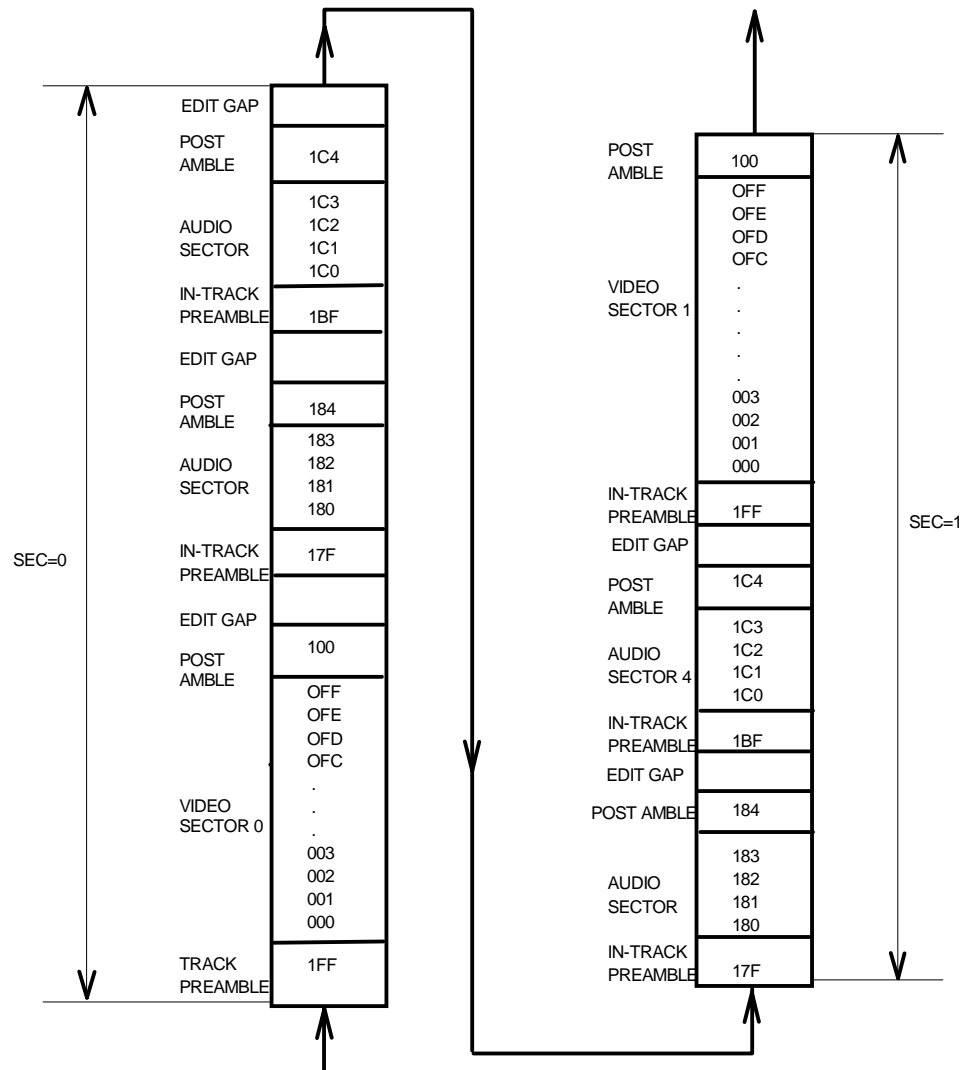 EDIT GAP
POST
AMBLE
1C4
1C3
1C2
1C1
1C0
AUDIO
SECTOR
IN-TRACK
PREAMBLE
1BF
EDIT GAP
POST
AMBLE
184
183
182
181
180
AUDIO
SECTOR
IN-TRACK
PREAMBLE
17F
SEC=0
EDIT GAP
POST
AMBLE
100
OFF
OFE
OFD
OFC
.
.
.
003
002
001
000
VIDEO
SECTOR 0
TRACK
PREAMBLE
1FF
POST
AMBLE
100
OFF
OFE
OFD
OFC
.
.
.
.
.
003
002
001
000
VIDEO
SECTOR 1
IN-TRACK
PREAMBLE
1FF
SEC=1
EDIT GAP
POST
AMBLE
1C4
1C3
1C2
1C1
1C0
AUDIO
SECTOR 4
IN-TRACK
PREAMBLE
1BF
EDIT GAP
POST AMBLE
184
183
182
181
180
AUDIO
SECTOR
IN-TRACK
PREAMBLE
17F